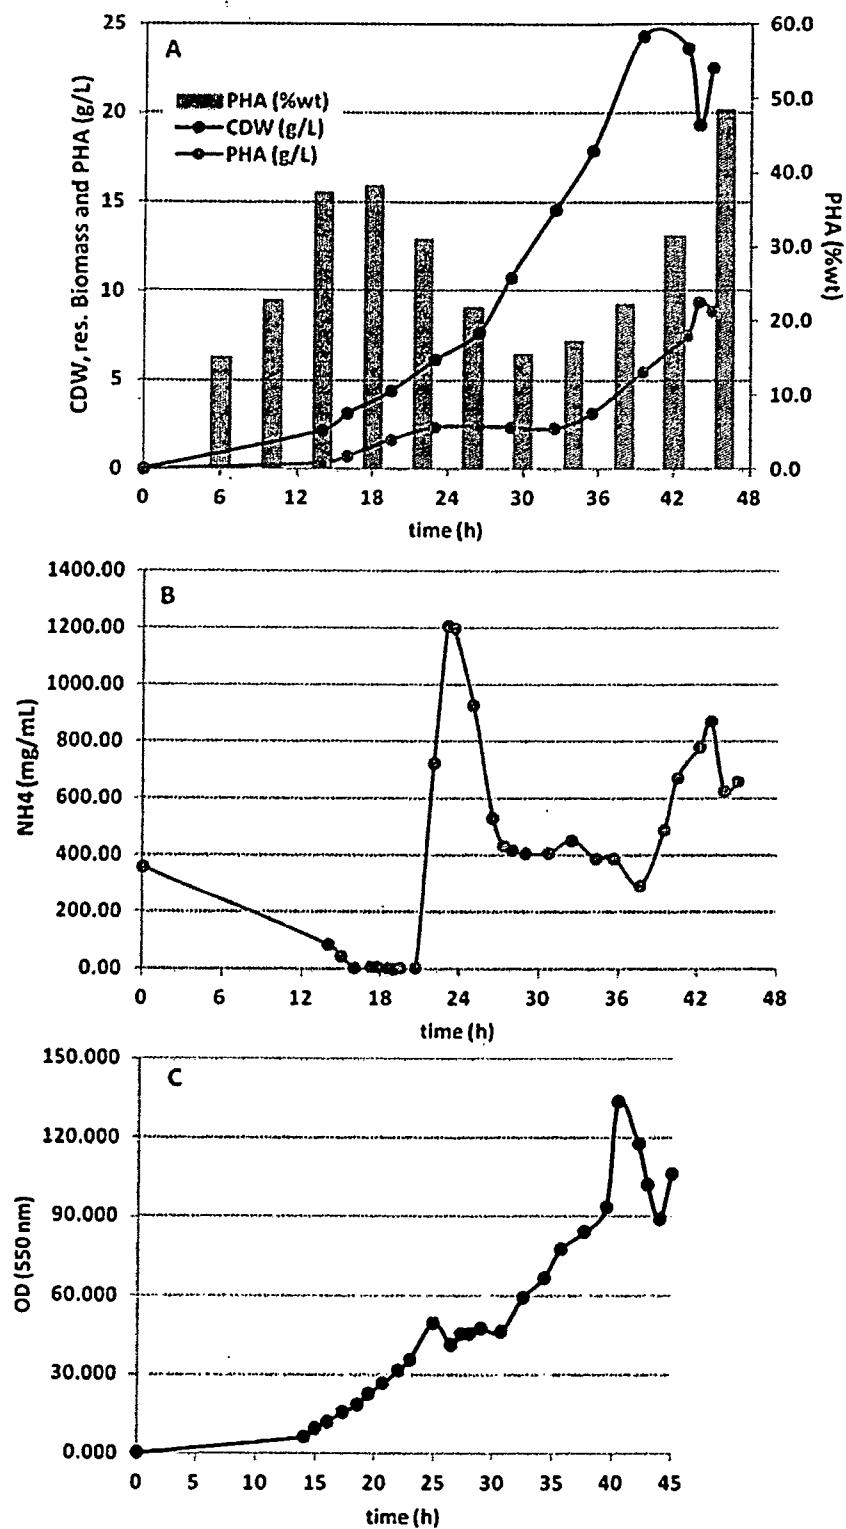 A
PHA (%wt)
CDW (g/L)
PHA (g/L)
CDW, res. Biomass and PHA (g/L)
25
20
15
10
5
0
60.0
50.0
40.0
30.0
20.0
10.0
0.0
PHA (%wt)
0 6 12 18 24 30 36 42 48
time (h)
B
NH4 (mg/mL)
1400.00
1200.00
1000.00
800.00
600.00
400.00
200.00
0.00
0 6 12 18 24 30 36 42 48
time (h)
C
OD (550 nm)
150.000
120.000
90.000
60.000
30.000
0.000
0 5 10 15 20 25 30 35 40 45
time (h)